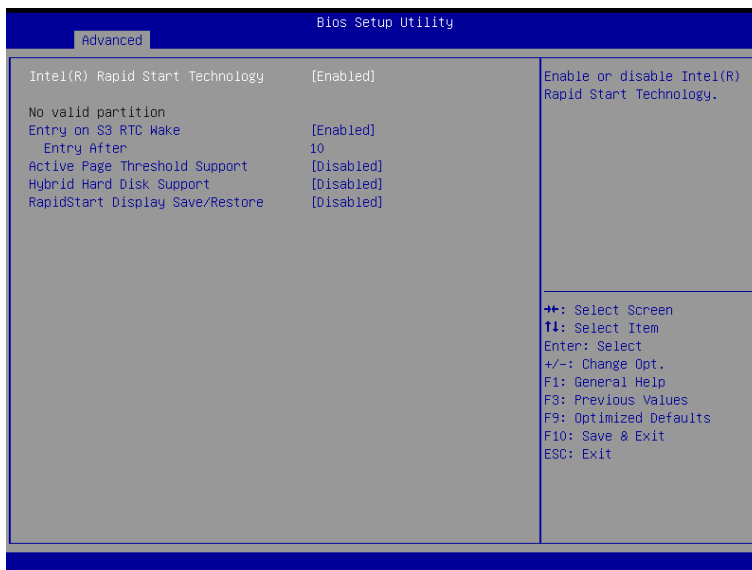 Bios Setup Utility
Advanced
Intel(R) Rapid Start Technology [Enabled]
No valid partition
Entry on S3 RTC Wake [Enabled]
Entry After 10
Active Page Threshold Support [Disabled]
Hybrid Hard Disk Support [Disabled]
RapidStart Display Save/Restore [Disabled]
Enable or disable Intel(R)
Rapid Start Technology.
→←: Select Screen
↑↓: Select Item
Enter: Select
+/-: Change Opt.
F1: General Help
F3: Previous Values
F9: Optimized Defaults
F10: Save & Exit
ESC: Exit